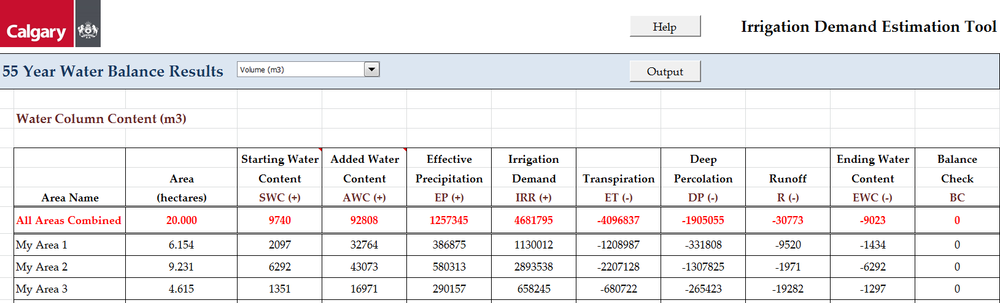 Calgary
Help
Irrigation Demand Estimation Tool
55 Year Water Balance Results
Volume (m3)
Output
Water Column Content (m3)
Starting Water Added Water Effective Irrigation Deep Ending Water Balance
Area Content Content Precipitation Demand Transpiration Percolation Runoff Content Check
Area Name (hectares) SWC (+) AWC (+) EP (+) IRR (+) ET (-) DP (-) R (-) EWC (-) BC
All Areas Combined 20.000 9740 92808 1257345 4681795 -4096837 -1905055 -30773 -9023 0
My Area 1 6.154 2097 32764 386875 1130012 -1208987 -331808 -9520 -1434 0
My Area 2 9.231 6292 43073 580313 2893538 -2207128 -1307825 -1971 -6292 0
My Area 3 4.615 1351 16971 290157 658245 -680722 -265423 -19282 -1297 0